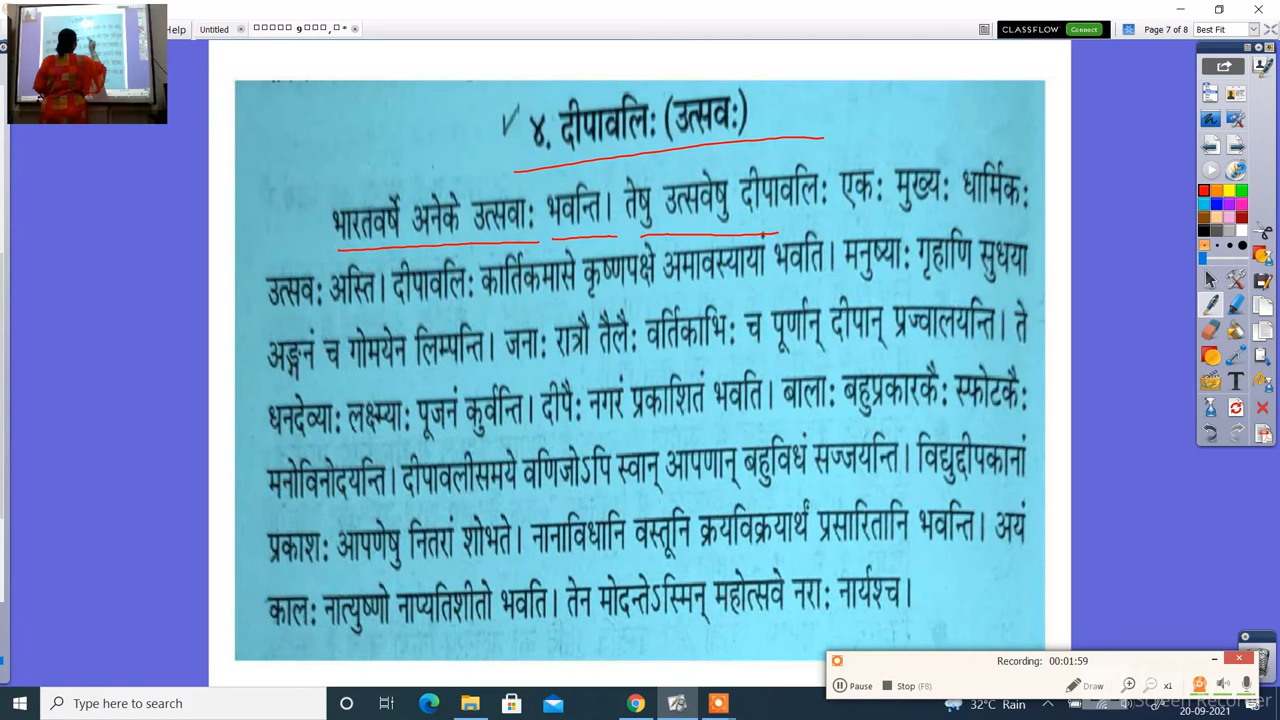 Help
Untitled
CLASSFLOW Connect
Page 7 of 8
Best Fit
४. दीपावलिः (उत्सवः)
भारतवर्षे अनेके उत्सवाः भवन्ति। तेषु उत्सवेषु दीपावलिः एकः मुख्यः धार्मिकः
उत्सवः अस्ति। दीपावलिः कार्तिकमासे कृष्णपक्षे अमावस्यायां भवति। मनुष्याः गृहाणि सुधया
अङ्गनं च गोमयेन लिम्पन्ति। जनाः रात्रौ तैलैः वर्तिकाभिः च पूर्णान् दीपान् प्रज्वालयन्ति। ते
धनदेव्याः लक्ष्म्याः पूजनं कुर्वन्ति। दीपैः नगरं प्रकाशितं भवति। बालाः बहुप्रकारकैः स्फोटकैः
मनोविनोदयन्ति। दीपावलीसमये वणिजोऽपि स्वान् आपणान् बहुविधं सज्जयन्ति। विद्युद्दीपकानां
प्रकाशः आपणेषु नितरां शोभते। नानाविधानि वस्तूनि क्रयविक्रयार्थं प्रसारितानि भवन्ति। अयं
कालः नात्युष्णो नाप्यतिशीतो भवति। तेन मोदन्तेऽस्मिन् महोत्सवे नराः नार्यश्च।
Recording: 00:01:59
Pause Stop (F8) Draw x1
Type here to search
32°C Rain
20-09-2021